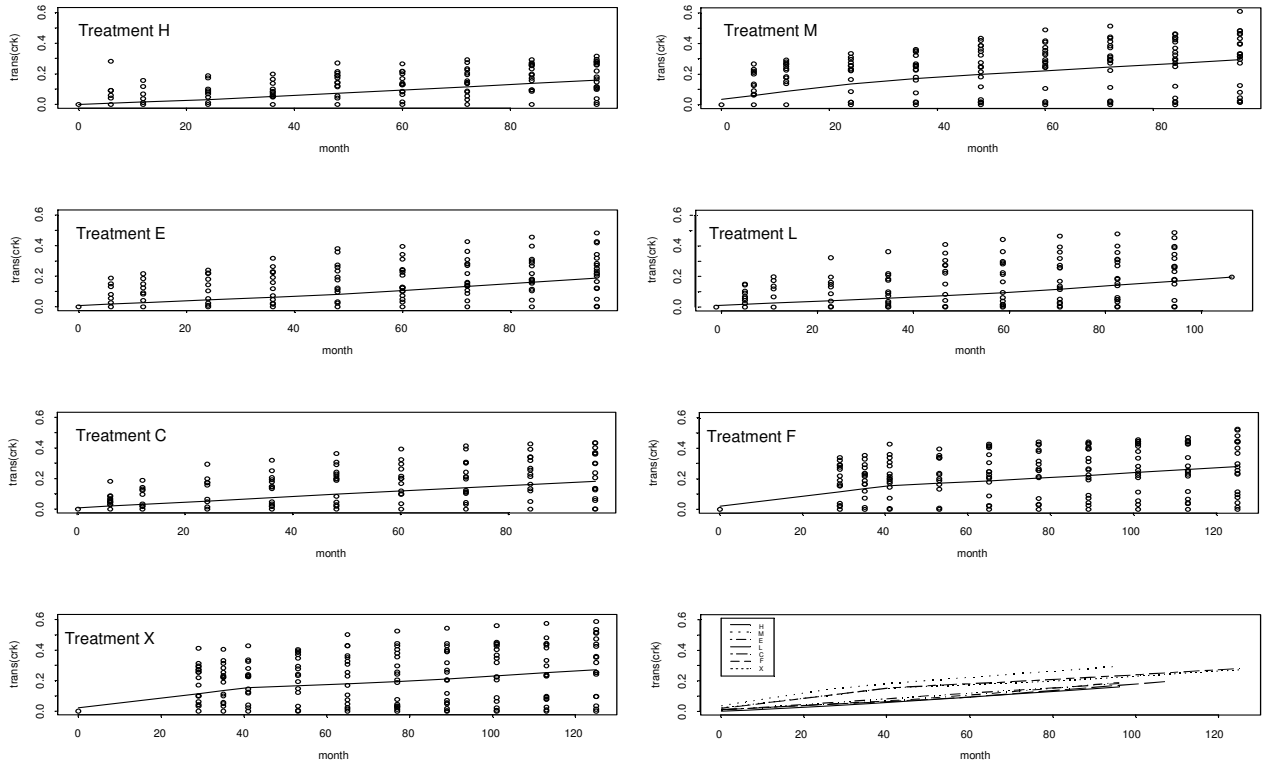 Treatment H
trans(crk)
0.0 0.2 0.4 0.6
0 20 40 60 80
month
Treatment M
trans(crk)
0.0 0.2 0.4 0.6
0 20 40 60 80
month
Treatment E
trans(crk)
0.0 0.2 0.4 0.6
0 20 40 60 80
month
Treatment L
trans(crk)
0.0 0.2 0.4 0.6
0 20 40 60 80 100
month
Treatment C
trans(crk)
0.0 0.2 0.4 0.6
0 20 40 60 80
month
Treatment F
trans(crk)
0.0 0.2 0.4 0.6
0 20 40 60 80 100 120
month
Treatment X
trans(crk)
0.0 0.2 0.4 0.6
0 20 40 60 80 100 120
month
trans(crk)
0.0 0.2 0.4 0.6
H
M
E
L
C
F
X
0 20 40 60 80 100 120
month